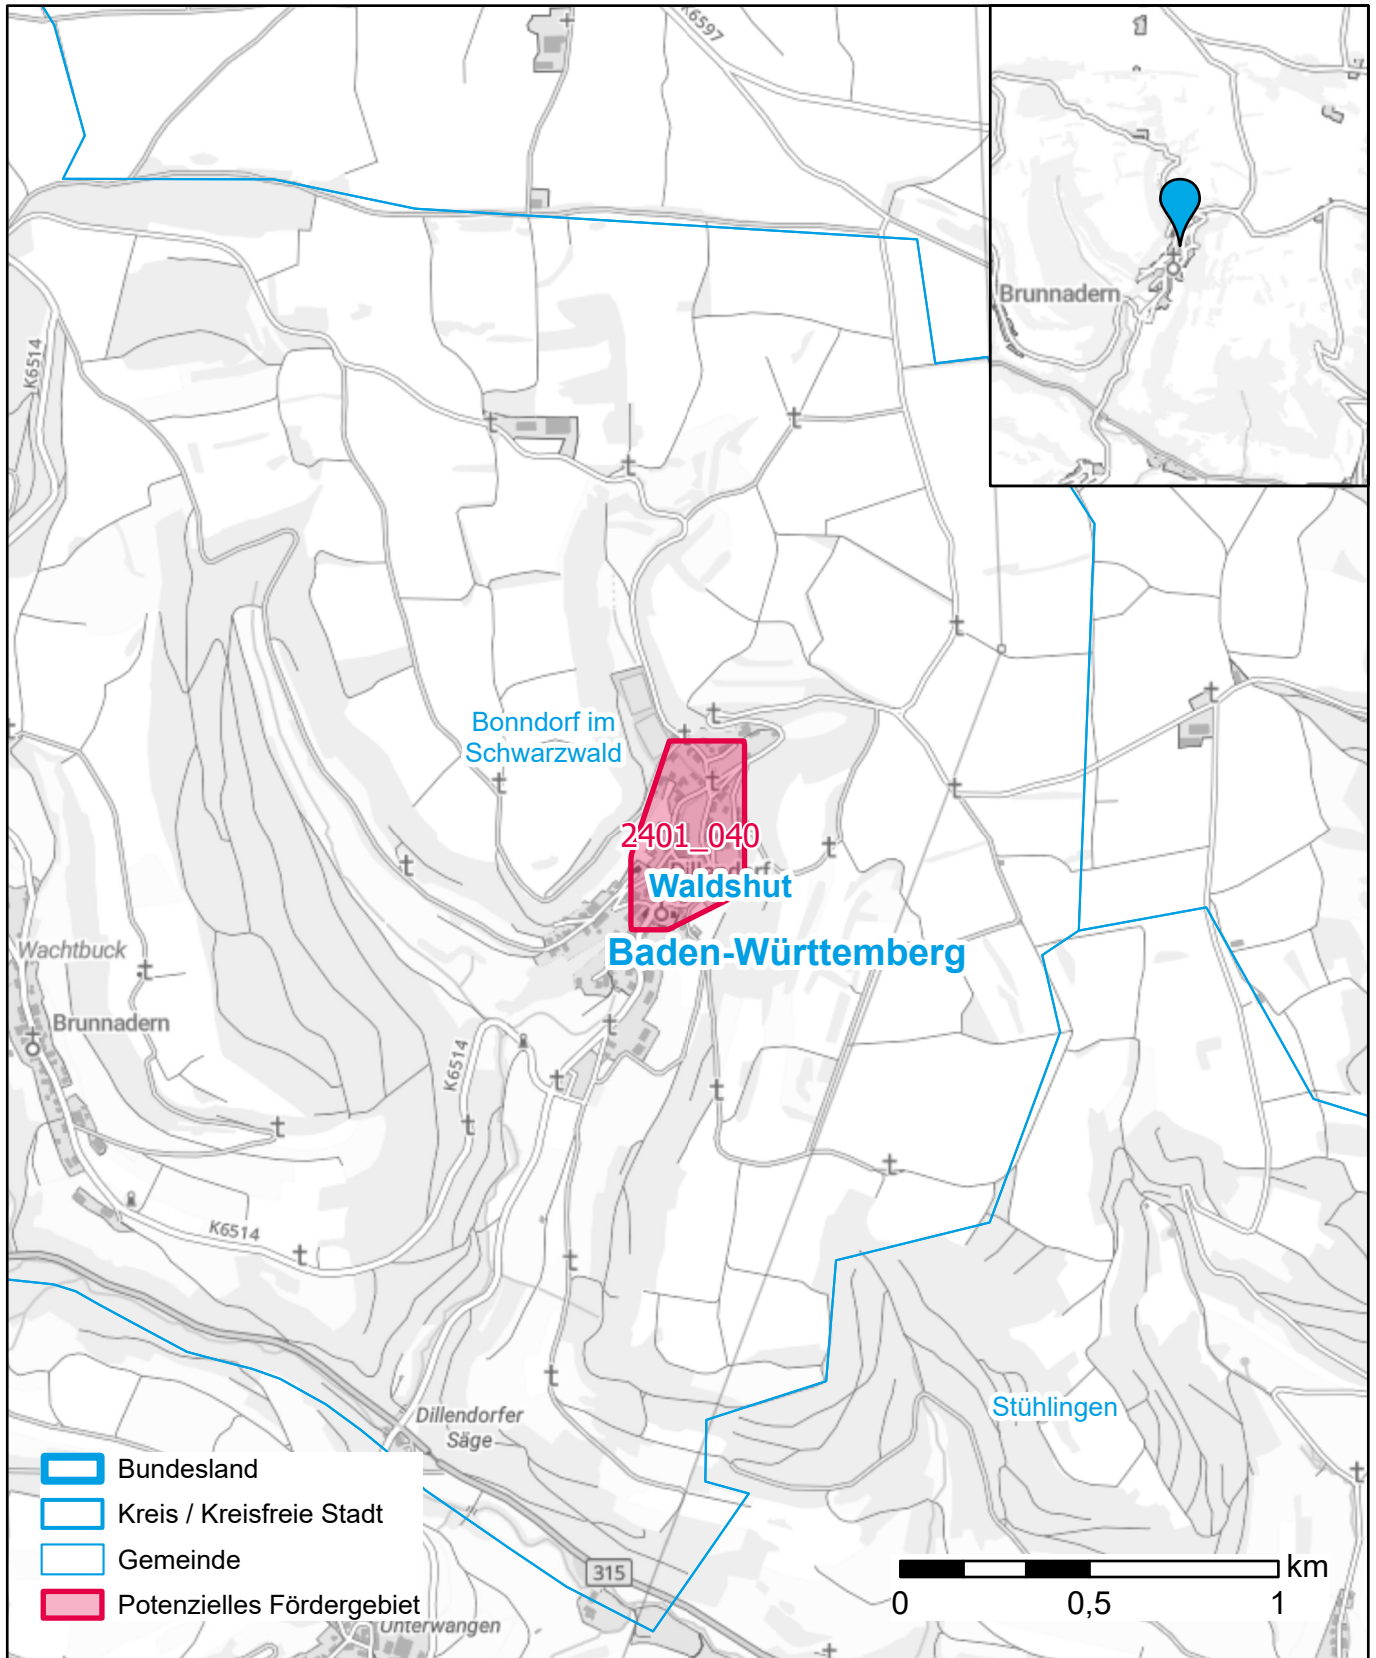 K6597
Brunnadern
K6514
Bonndorf im
Schwarzwald
2401_040
Dillendorf
Waldshut
Baden-Württemberg
Wachtbuck
Brunnadern
K6514
K6514
Dillendorfer
Säge
Stühlingen
Bundesland
Kreis / Kreisfreie Stadt
Gemeinde
Potenzielles Fördergebiet
315
Unterwangen
km
0 0,5 1